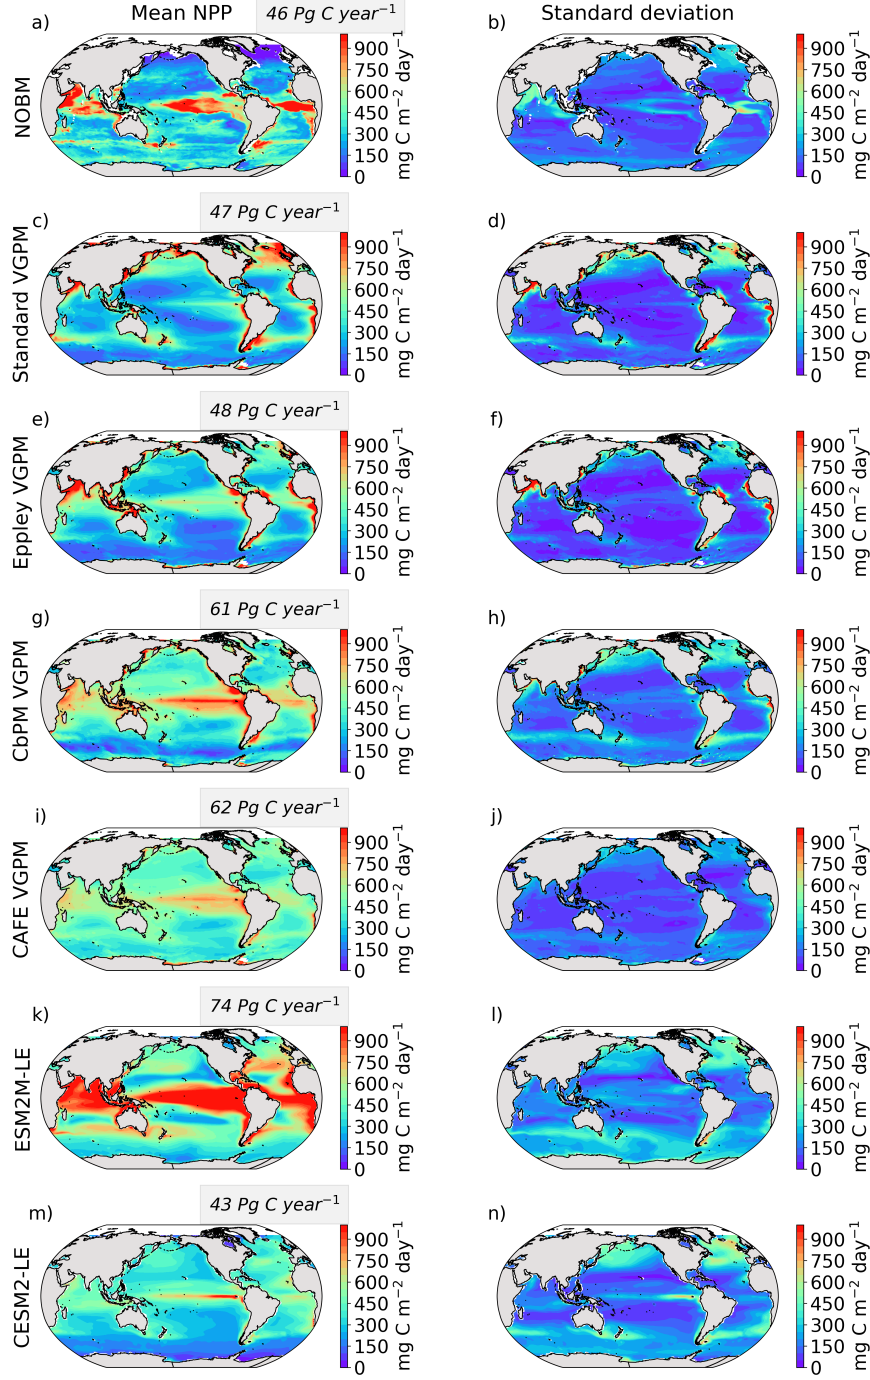 Mean NPP
46 Pg C year−1
Standard deviation
a)
NOBM
900
750
600
450
300
150
0
mg C m−2 day−1
b)
900
750
600
450
300
150
0
mg C m−2 day−1
47 Pg C year−1
c)
Standard VGPM
900
750
600
450
300
150
0
mg C m−2 day−1
d)
900
750
600
450
300
150
0
mg C m−2 day−1
48 Pg C year−1
e)
Eppley VGPM
900
750
600
450
300
150
0
mg C m−2 day−1
f)
900
750
600
450
300
150
0
mg C m−2 day−1
61 Pg C year−1
g)
CbPM VGPM
900
750
600
450
300
150
0
mg C m−2 day−1
h)
900
750
600
450
300
150
0
mg C m−2 day−1
62 Pg C year−1
i)
CAFE VGPM
900
750
600
450
300
150
0
mg C m−2 day−1
j)
900
750
600
450
300
150
0
mg C m−2 day−1
74 Pg C year−1
k)
ESM2M-LE
900
750
600
450
300
150
0
mg C m−2 day−1
l)
900
750
600
450
300
150
0
mg C m−2 day−1
43 Pg C year−1
m)
CESM2-LE
900
750
600
450
300
150
0
mg C m−2 day−1
n)
900
750
600
450
300
150
0
mg C m−2 day−1